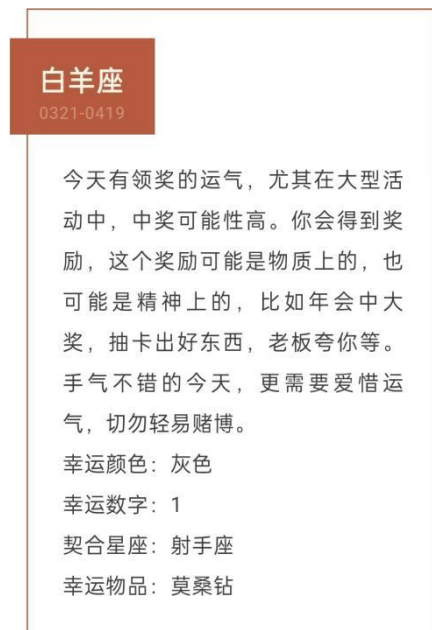 白羊座
0321-0419
今天有领奖的运气，尤其在大型活
动中，中奖可能性高。你会得到奖
励，这个奖励可能是物质上的，也
可能是精神上的，比如年会中大
奖，抽卡出好东西，老板夸你等。
手气不错的今天，更需要爱惜运
气，切勿轻易赌博。
幸运颜色：灰色
幸运数字：1
契合星座：射手座
幸运物品：莫桑钻